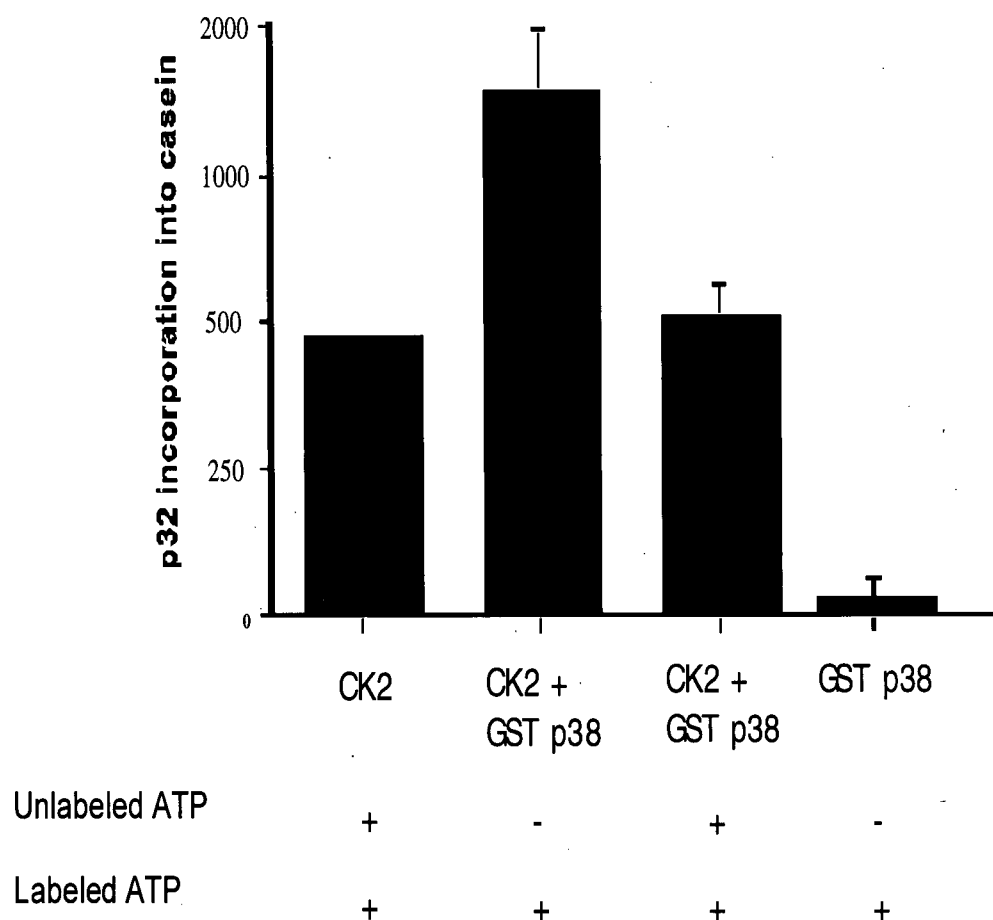 2000
1000
500
250
0
p32 incorporation into casein
CK2
CK2 +
GST p38
CK2 +
GST p38
GST p38
Unlabeled ATP + - + -
Labeled ATP + + + +